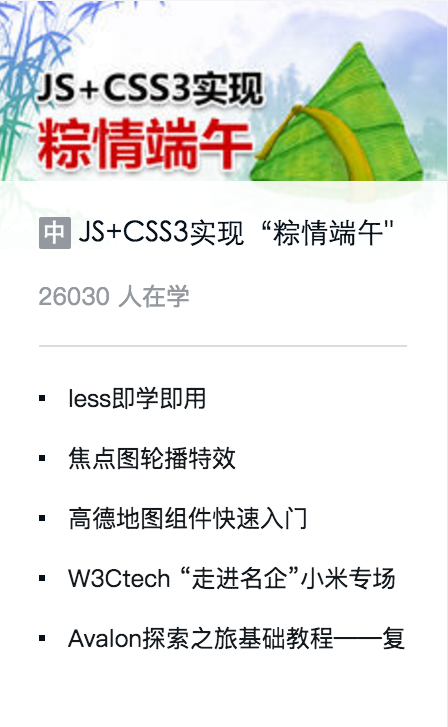 JS+CSS3实现
粽情端午
中 JS+CSS3实现“粽情端午"
26030 人在学
less即学即用
焦点图轮播特效
高德地图组件快速入门
W3Ctech “走进名企”小米专场
Avalon探索之旅基础教程——复